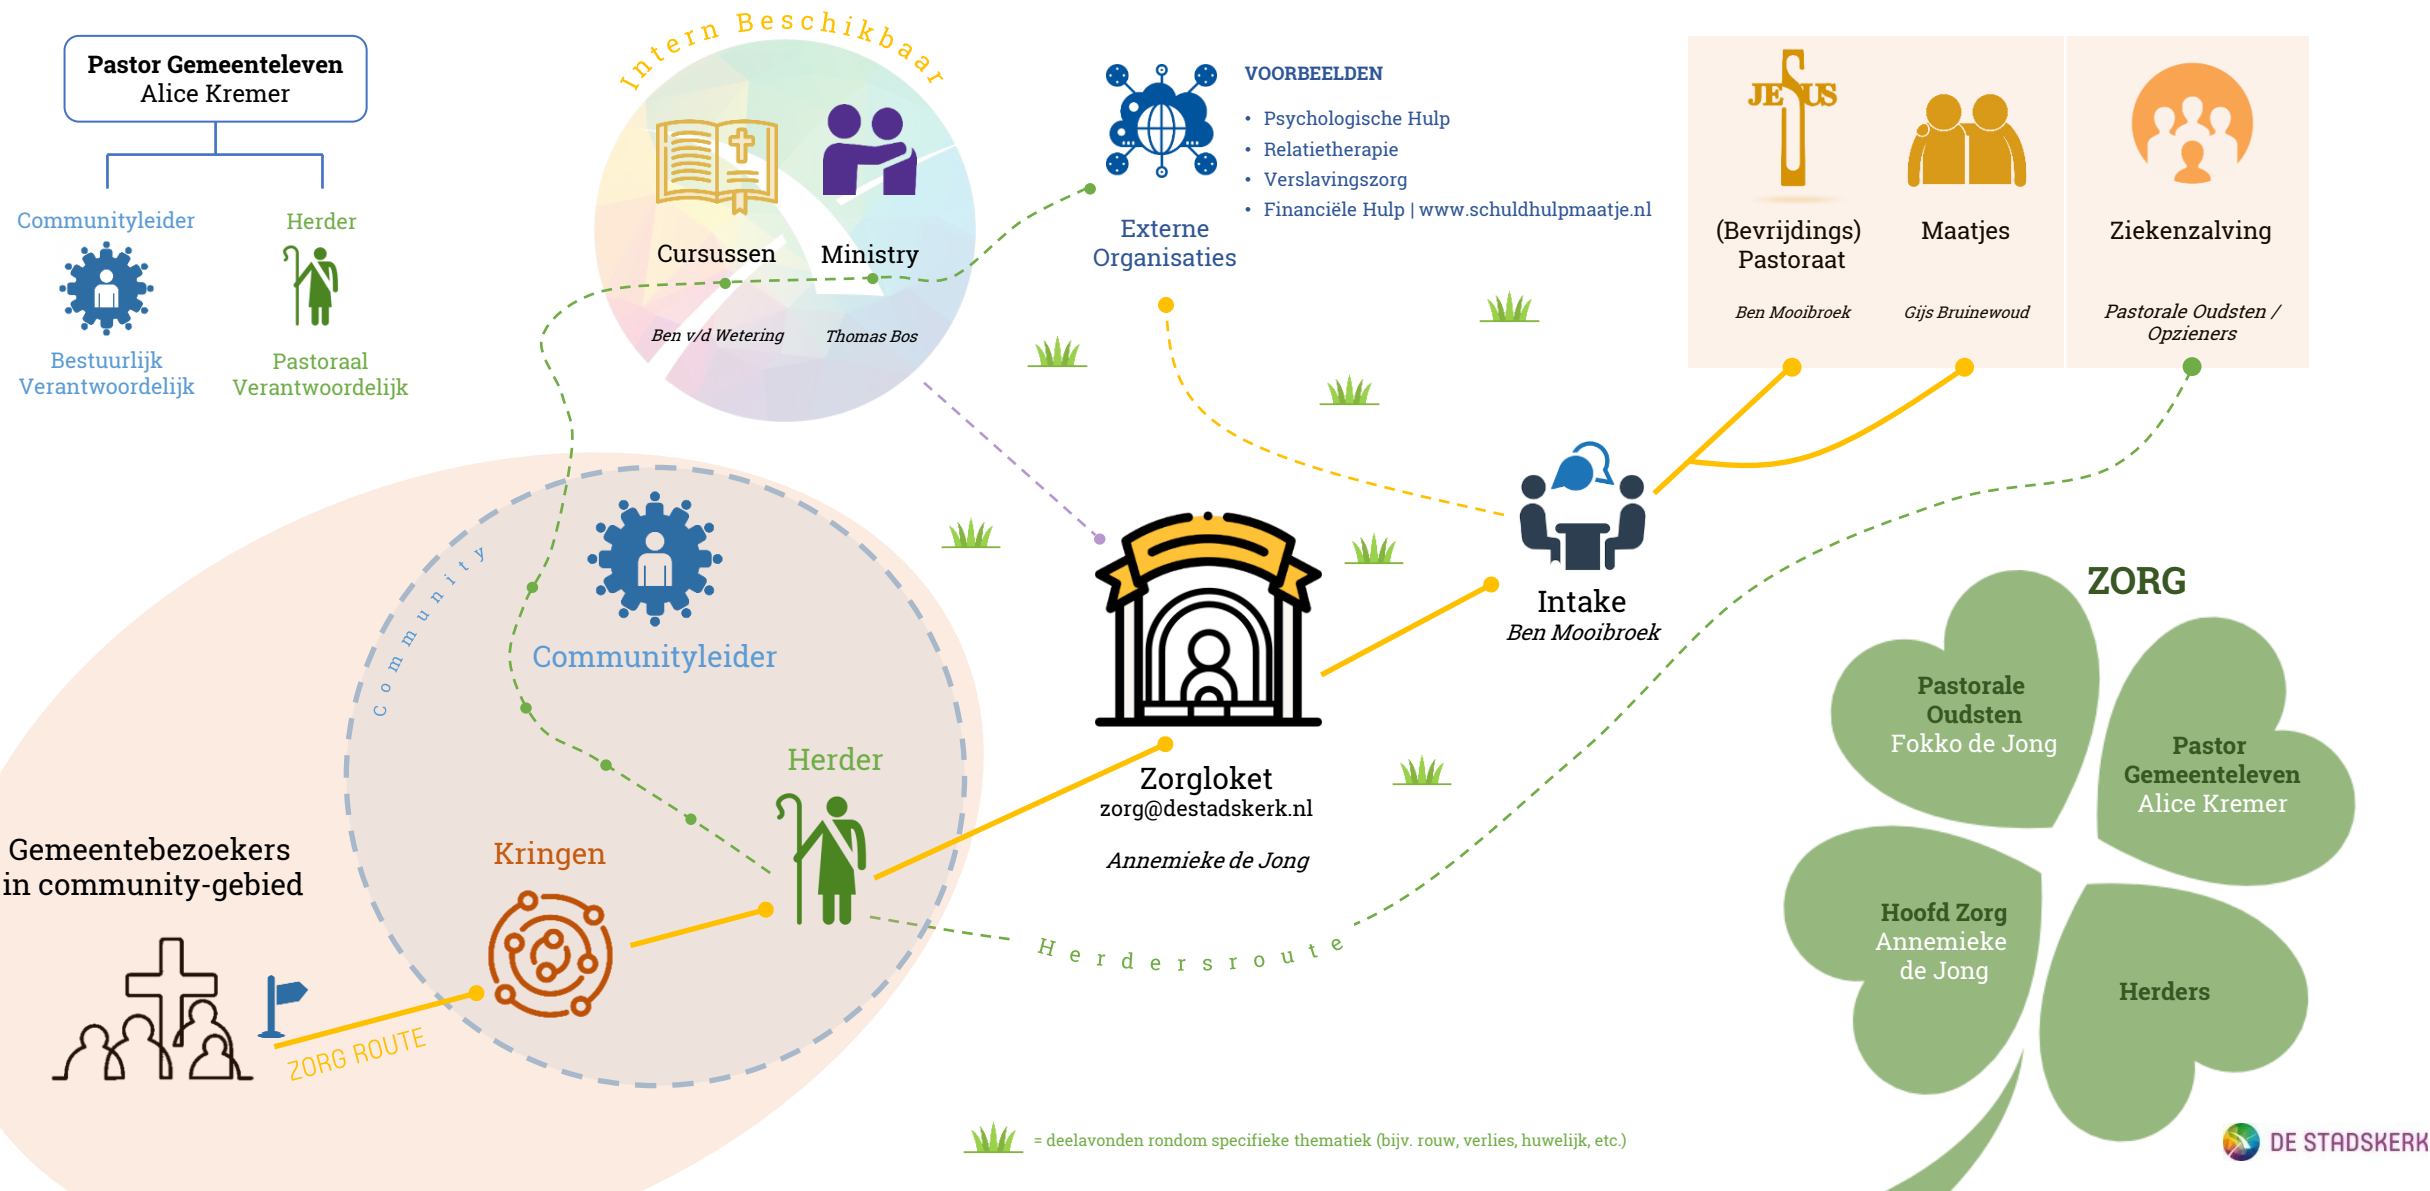 Pastor Gemeenteleven
Alice Kremer
Communityleider
Bestuurlijk
Verantwoordelijk
Herder
Pastoraal
Verantwoordelijk
Intern Beschikbaar
Cursussen
Ben v/d Wetering
Ministry
Thomas Bos
Externe
Organisaties
VOORBEELDEN
• Psychologische Hulp
• Relatietherapie
• Verslavingszorg
• Financiële Hulp | www.schuldhulpmaatje.nl
JESUS
(Bevrijdings)
Pastoraat
Ben Mooibroek
Maatjes
Gijs Bruinewoud
Ziekenzalving
Pastorale Oudsten /
Opzieners
Community
Communityleider
Herder
Kringen
Gemeentebezoekers
in community-gebied
ZORG ROUTE
Zorgloket
zorg@destadskerk.nl
Annemieke de Jong
Intake
Ben Mooibroek
Herdersroute
ZORG
Pastorale
Oudsten
Fokko de Jong
Pastor
Gemeenteleven
Alice Kremer
Hoofd Zorg
Annemieke
de Jong
Herders
= deelavonden rondom specifieke thematiek (bijv. rouw, verlies, huwelijk, etc.)
DE STADSKERK